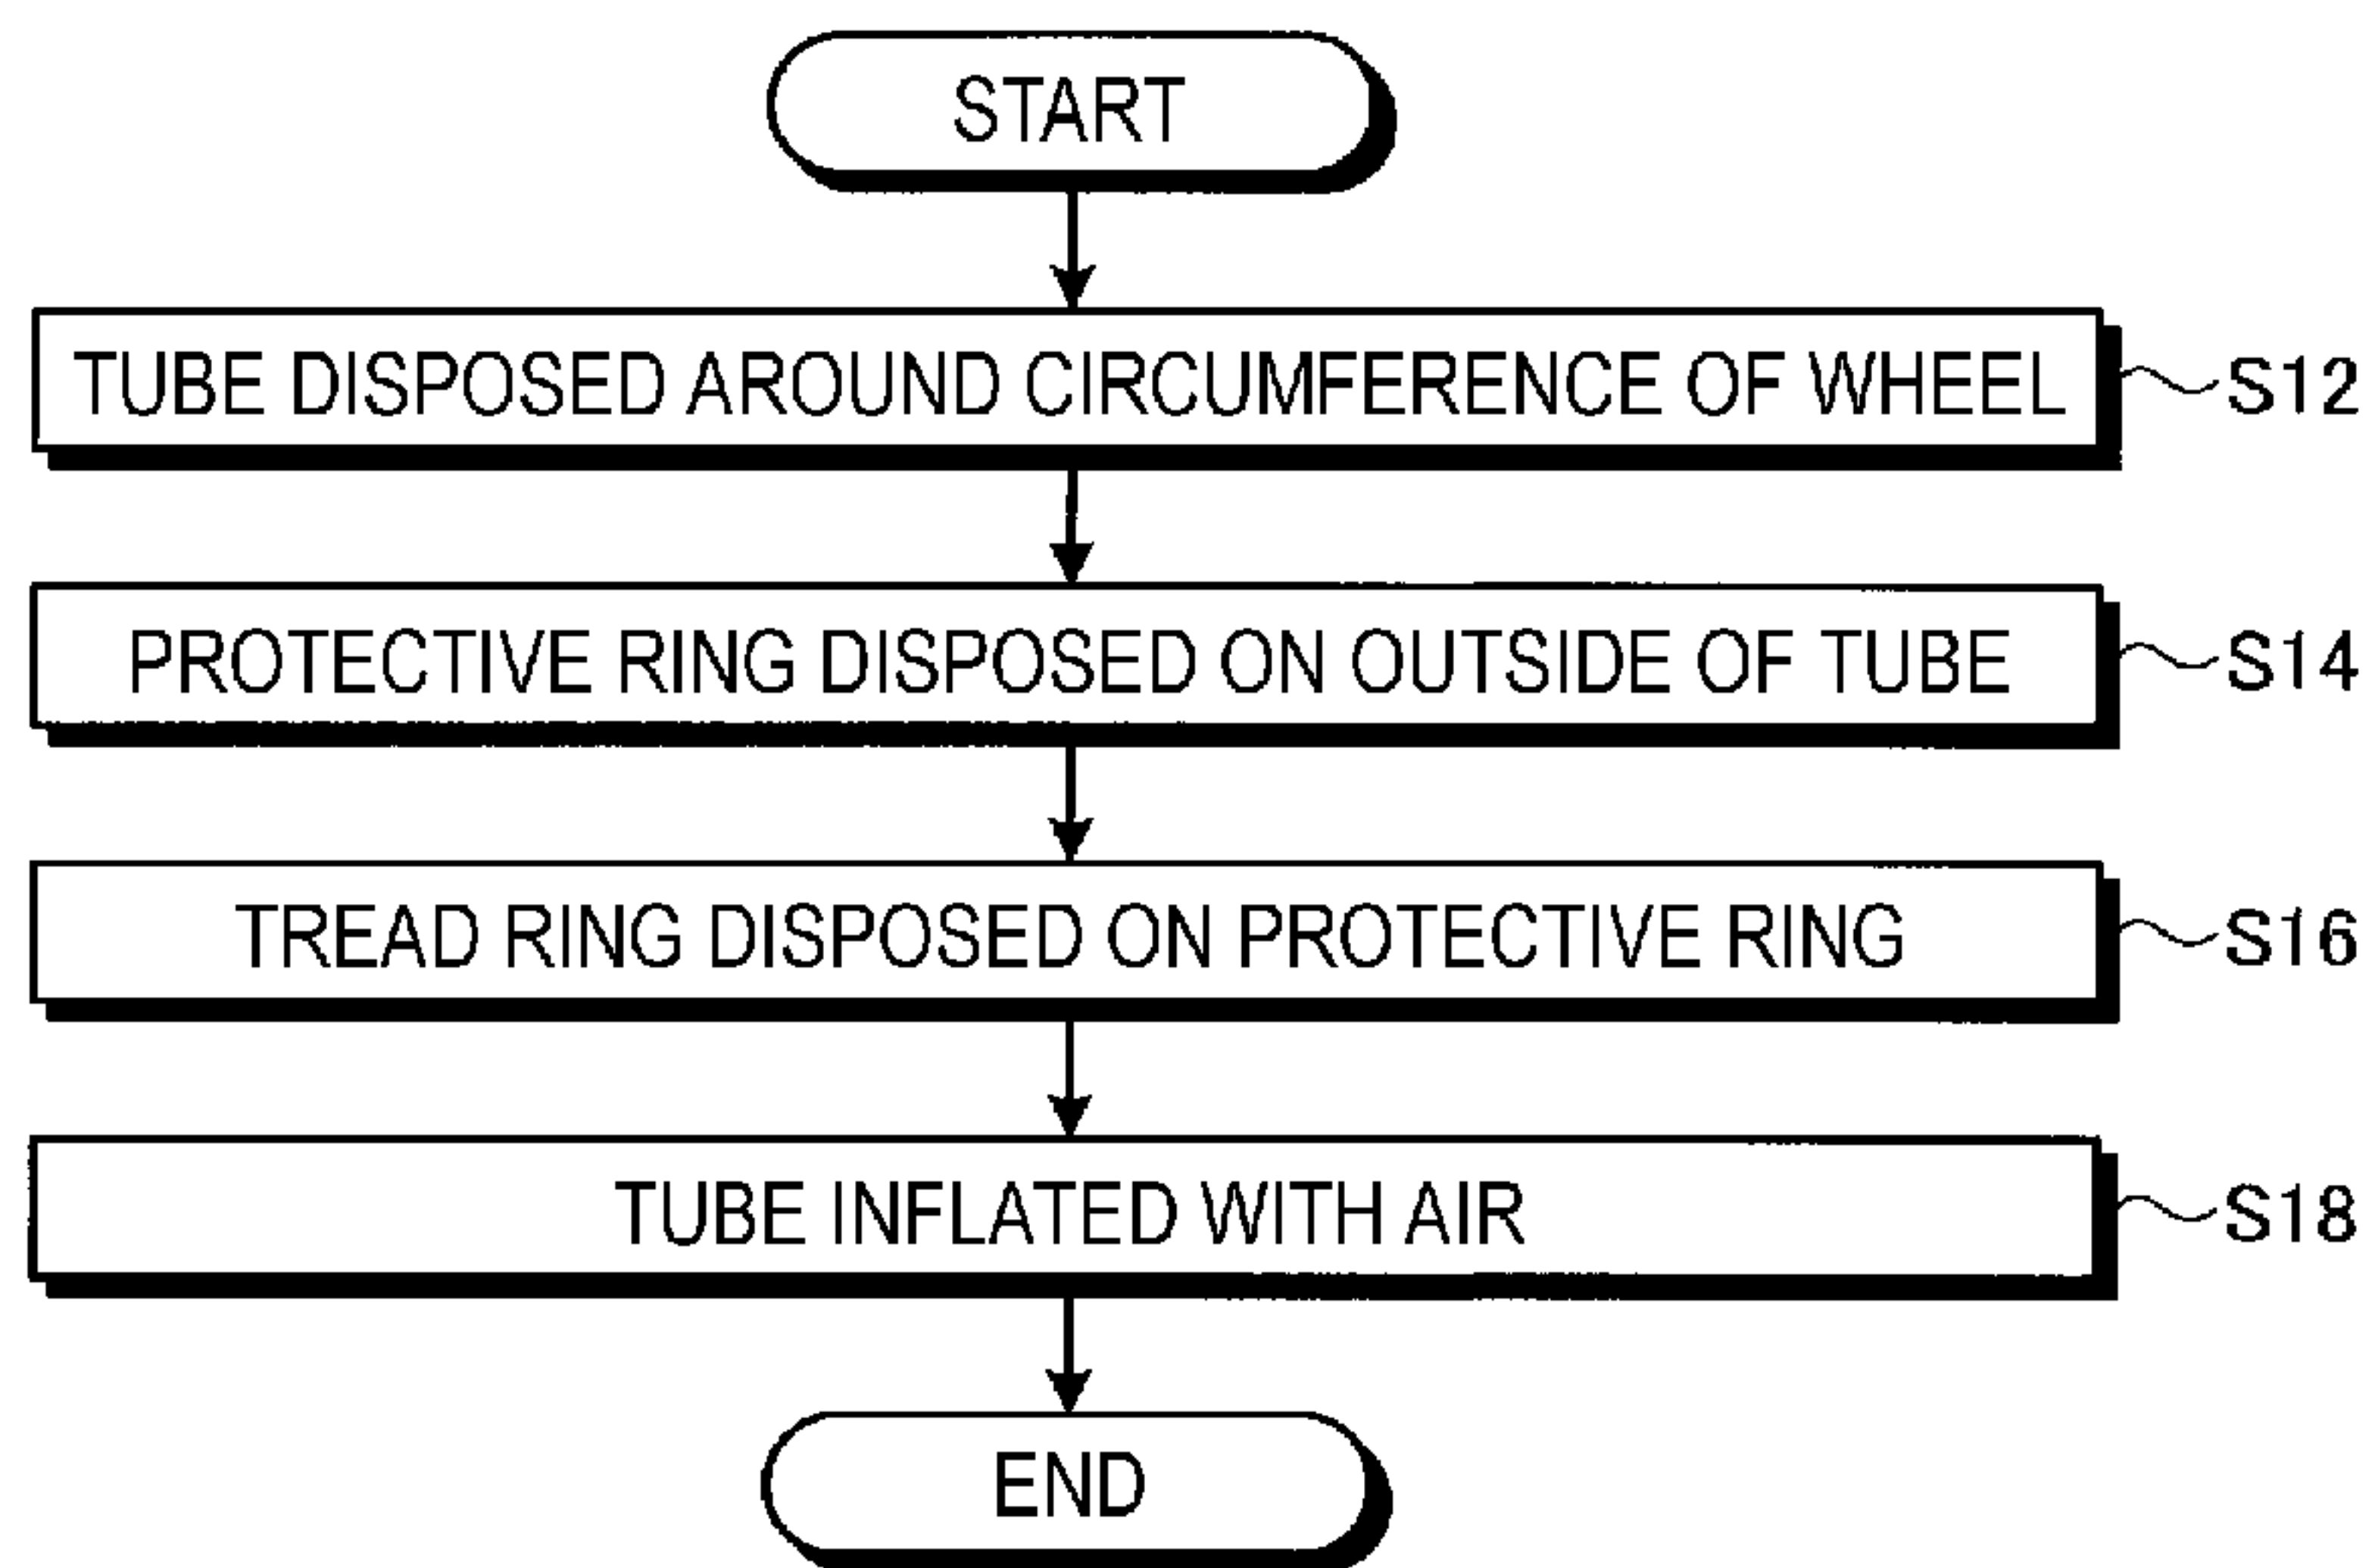 START
TUBE DISPOSED AROUND CIRCUMFERENCE OF WHEEL S12
PROTECTIVE RING DISPOSED ON OUTSIDE OF TUBE S14
TREAD RING DISPOSED ON PROTECTIVE RING S16
TUBE INFLATED WITH AIR S18
END